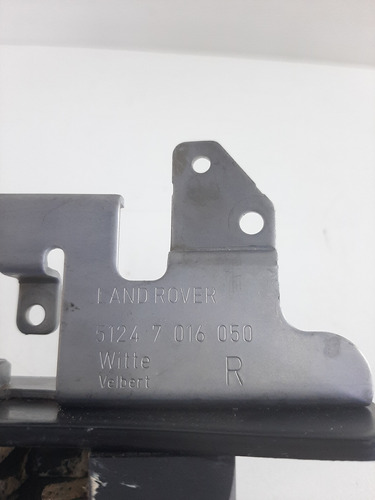 LAND ROVER
5124 7 016 050
Witte
Velbert R